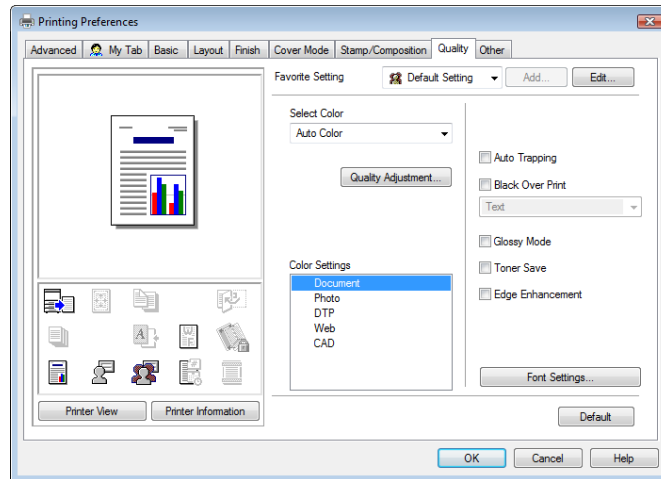 Printing Preferences
Advanced My Tab Basic Layout Finish Cover Mode Stamp/Composition Quality Other
Favorite Setting Default Setting Add... Edit...
Select Color
Auto Color
Quality Adjustment...
Auto Trapping
Black Over Print
Text
Glossy Mode
Toner Save
Edge Enhancement
Color Settings
Document
Photo
DTP
Web
CAD
Font Settings...
Printer View Printer Information
Default
OK Cancel Help